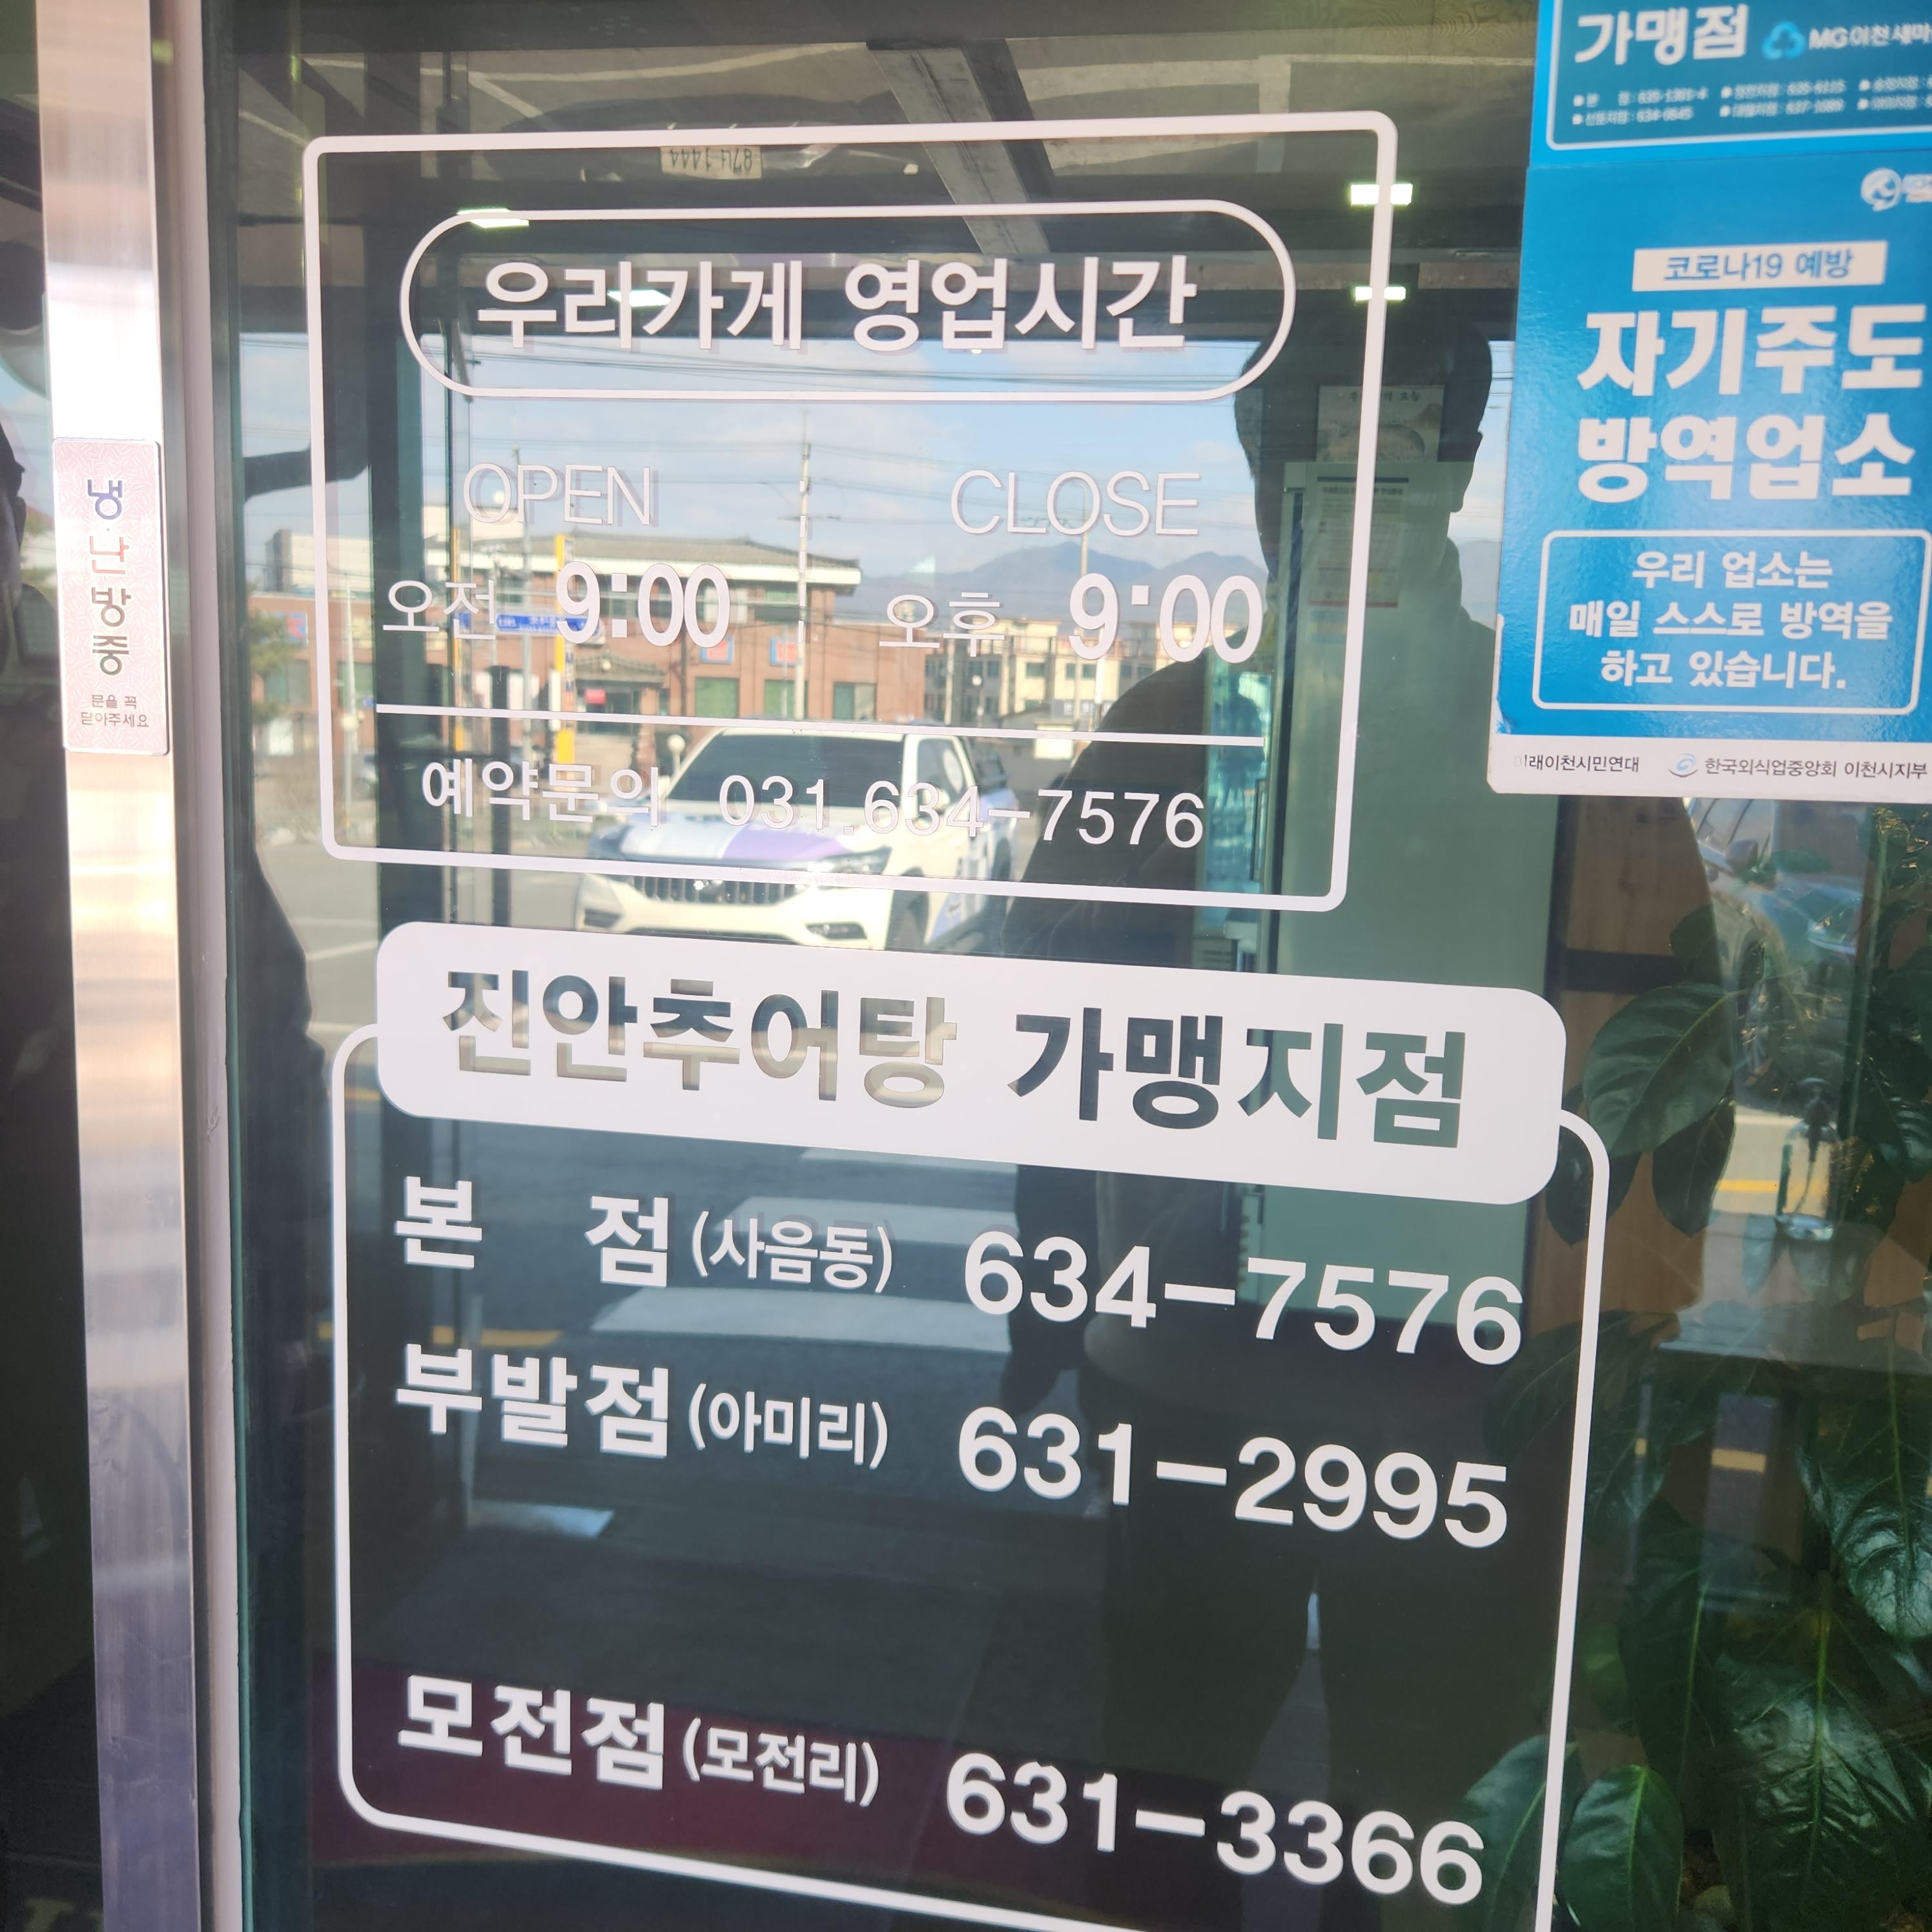 우리가게 영업시간
OPEN CLOSE
오전 9:00 오후 9:00
예약문의 031.634-7576
진안추어탕 가맹지점
본 점 (사음동) 634-7576
부발점 (아미리) 631-2995
모전점 (모전리) 631-3366
냉·난방중
문을 꼭
닫아주세요
가맹점 MG이천새마
코로나19 예방
자기주도
방역업소
우리 업소는
매일 스스로 방역을
하고 있습니다.
래이천시민연대 한국외식업중앙회 이천시지부